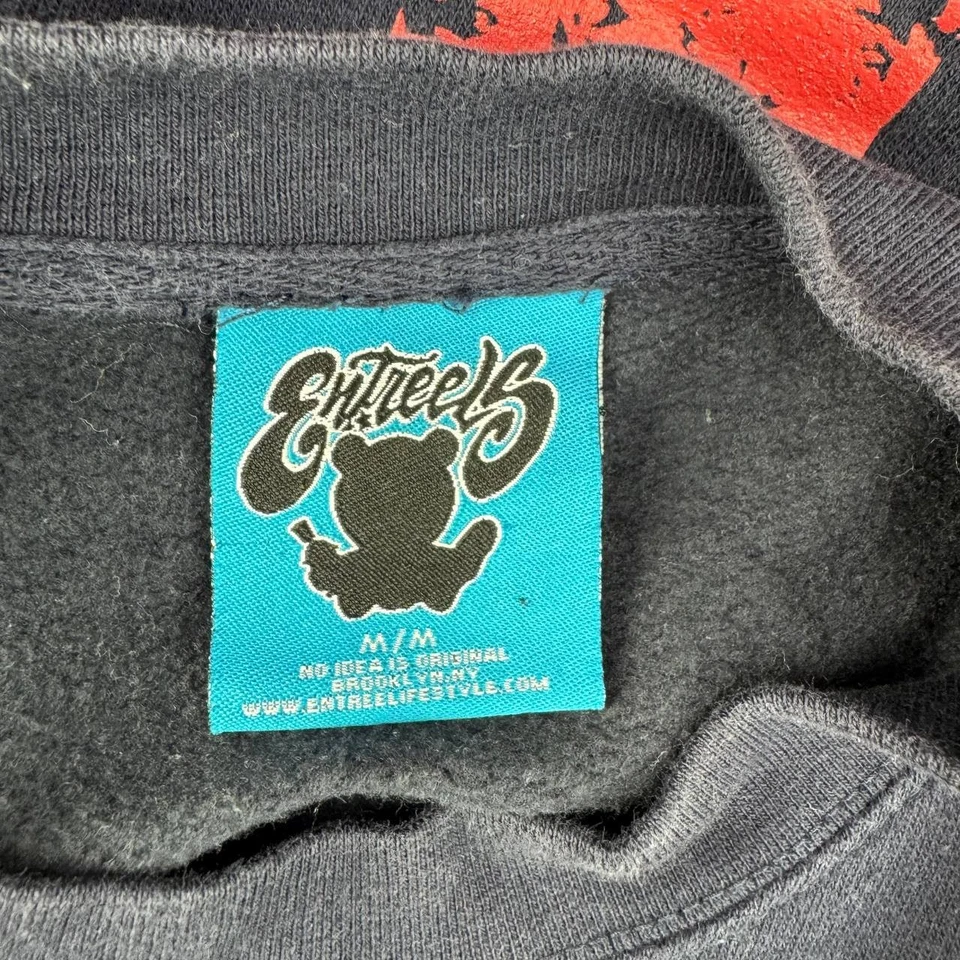 EntreeLS
M/M
NO IDEA IS ORIGINAL
BROOKLYN.NY
WWW.ENTREELIFESTYLE.COM